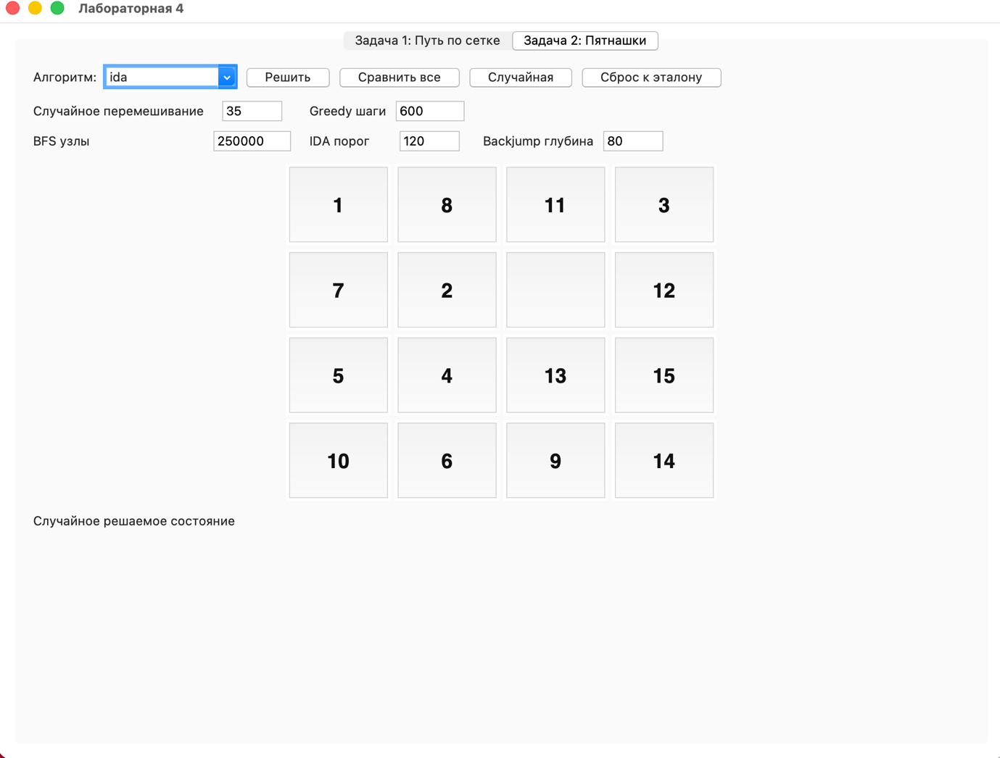 Лабораторная 4
Задача 1: Путь по сетке Задача 2: Пятнашки
Алгоритм: ida Решить Сравнить все Случайная Сброс к эталону
Случайное перемешивание 35 Greedy шаги 600
BFS узлы 250000 IDA порог 120 Backjump глубина 80
1 8 11 3
7 2 12
5 4 13 15
10 6 9 14
Случайное решаемое состояние